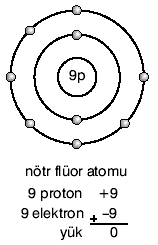 9p
nötr flüor atomu
9 proton +9
9 elektron + –9
yük 0